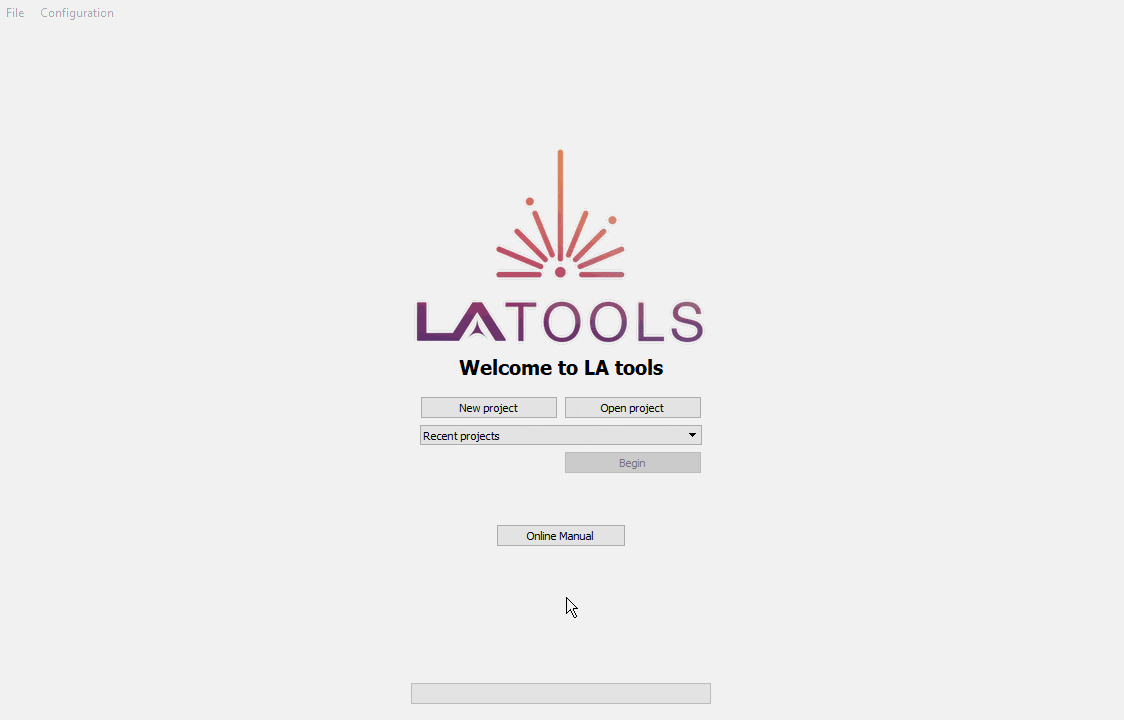 File Configuration
LATOOLS
Welcome to LA tools
New project Open project
Recent projects
Begin
Online Manual